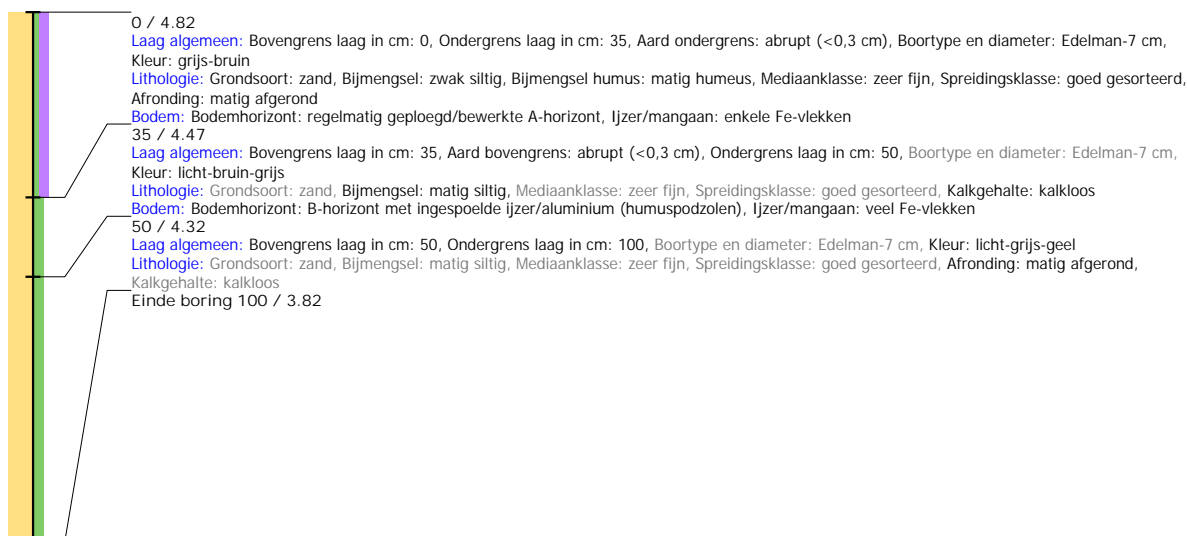 0 / 4.82
Laag algemeen: Bovengrens laag in cm: 0, Ondergrens laag in cm: 35, Aard ondergrens: abrupt (<0,3 cm), Boortype en diameter: Edelman-7 cm,
Kleur: grijs-bruin
Lithologie: Grondsoort: zand, Bijmengsel: zwak siltig, Bijmengsel humus: matig humeus, Mediaanklasse: zeer fijn, Spreidingsklasse: goed gesorteerd,
Afronding: matig afgerond
Bodem: Bodemhorizont: regelmatig geploegd/bewerkte A-horizont, Ijzer/mangaan: enkele Fe-vlekken
35 / 4.47
Laag algemeen: Bovengrens laag in cm: 35, Aard bovengrens: abrupt (<0,3 cm), Ondergrens laag in cm: 50, Boortype en diameter: Edelman-7 cm,
Kleur: licht-bruin-grijs
Lithologie: Grondsoort: zand, Bijmengsel: matig siltig, Mediaanklasse: zeer fijn, Spreidingsklasse: goed gesorteerd, Kalkgehalte: kalkloos
Bodem: Bodemhorizont: B-horizont met ingespoelde ijzer/aluminium (humuspodzolen), Ijzer/mangaan: veel Fe-vlekken
50 / 4.32
Laag algemeen: Bovengrens laag in cm: 50, Ondergrens laag in cm: 100, Boortype en diameter: Edelman-7 cm, Kleur: licht-grijs-geel
Lithologie: Grondsoort: zand, Bijmengsel: matig siltig, Mediaanklasse: zeer fijn, Spreidingsklasse: goed gesorteerd, Afronding: matig afgerond,
Kalkgehalte: kalkloos
Einde boring 100 / 3.82